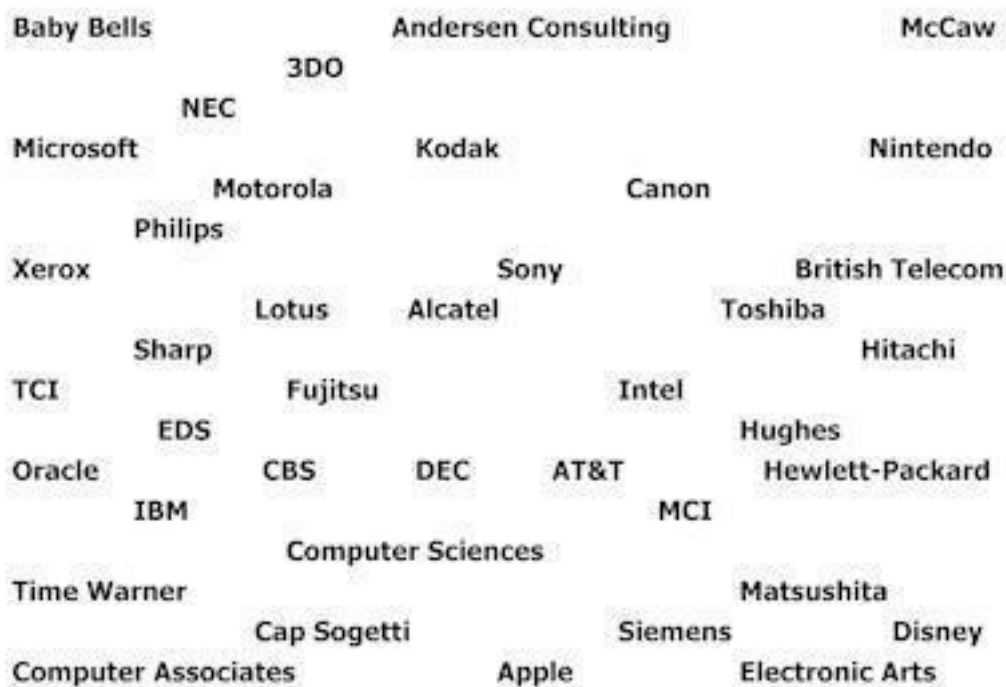 Baby Bells Andersen Consulting McCaw
3DO
NEC
Microsoft Kodak Nintendo
Motorola Canon
Philips
Xerox Sony British Telecom
Lotus Alcatel Toshiba
Sharp Hitachi
TCI Fujitsu Intel
EDS Hughes
Oracle CBS DEC AT&T Hewlett-Packard
IBM MCI
Computer Sciences
Time Warner Matsushita
Cap Sogetti Siemens Disney
Computer Associates Apple Electronic Arts